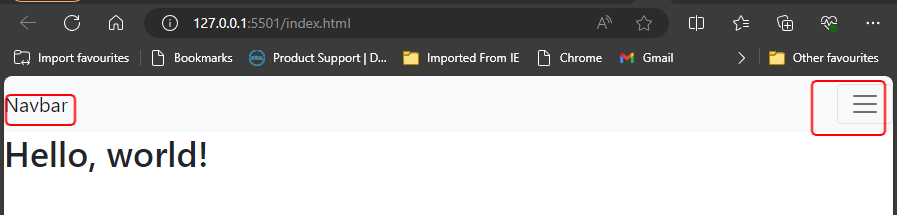 127.0.0.1:5501/index.html
Import favourites Bookmarks Product Support | D... Imported From IE Chrome Gmail Other favourites
Navbar
Hello, world!